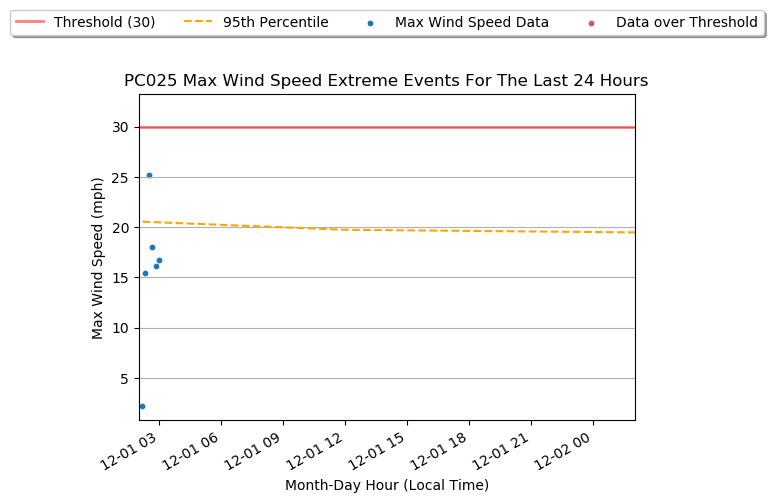 Threshold (30) 95th Percentile Max Wind Speed Data Data over Threshold
PC025 Max Wind Speed Extreme Events For The Last 24 Hours
30
25
20
15
10
5
Max Wind Speed (mph)
12-01 03 12-01 06 12-01 09 12-01 12 12-01 15 12-01 18 12-01 21 12-02 00
Month-Day Hour (Local Time)